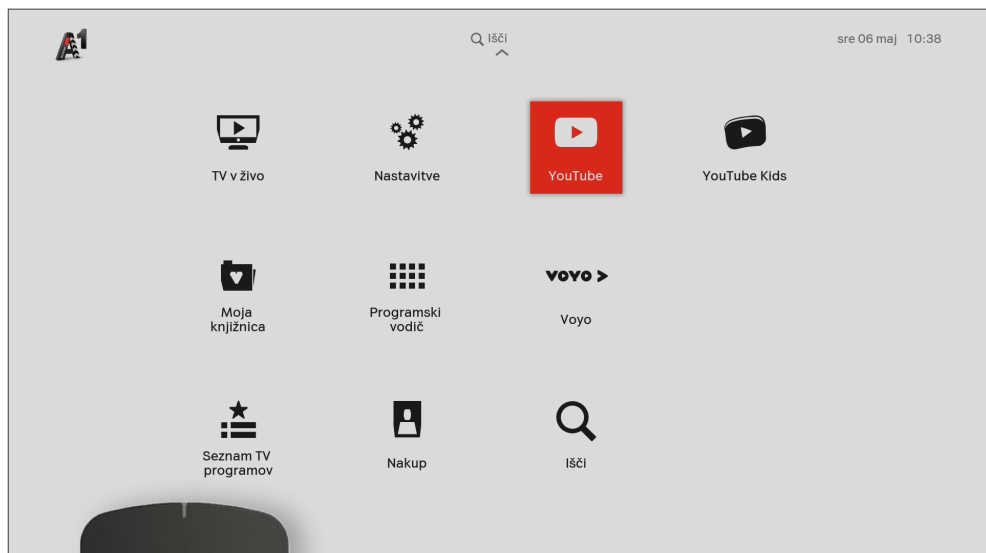 A1
Išči
sre 06 maj 10:38
TV v živo
Nastavitve
YouTube
YouTube Kids
Moja
knjižnica
Programski
vodič
VOYO >
Voyo
Seznam TV
programov
Nakup
Išči